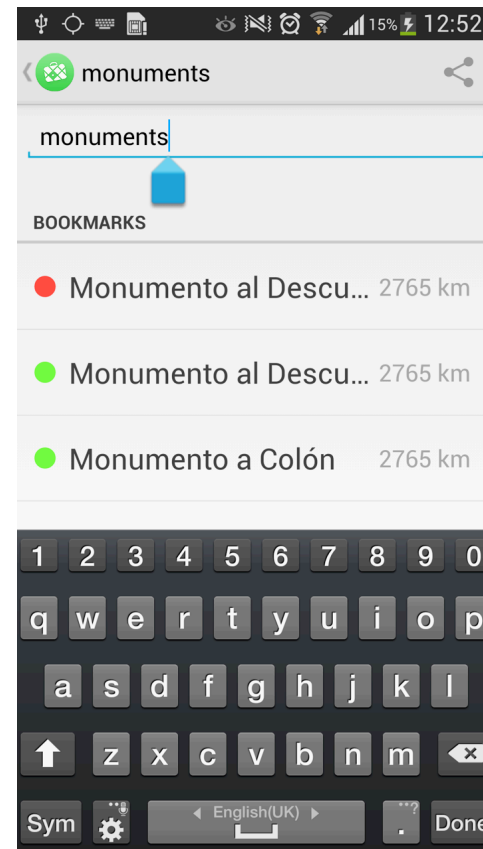 15% 12:52
monuments
monuments
BOOKMARKS
Monumento al Descu... 2765 km
Monumento al Descu... 2765 km
Monumento a Colón 2765 km
1 2 3 4 5 6 7 8 9 0
q w e r t y u i o p
a s d f g h j k l
z x c v b n m
Sym English(UK) . Done